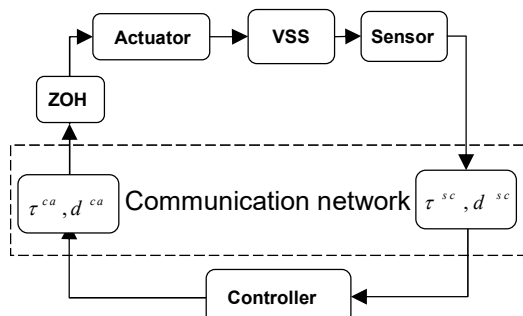 Actuator
VSS
Sensor
ZOH
τ^{ca}, d^{ca}
Communication network
τ^{sc}, d^{sc}
Controller